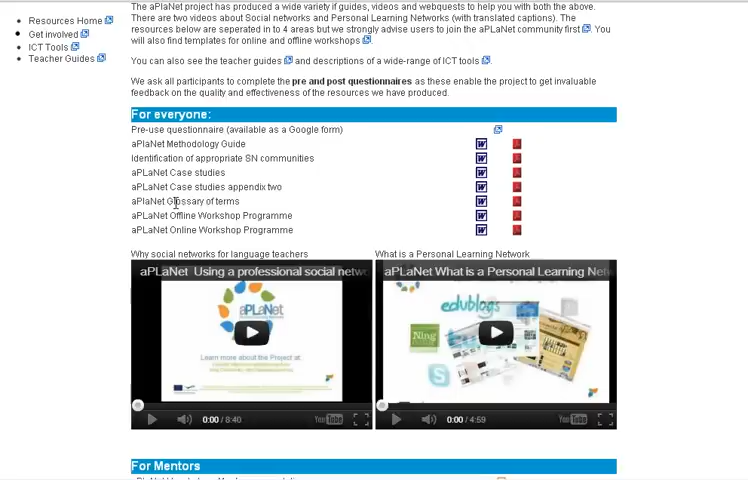 Resources Home
Get involved
ICT Tools
Teacher Guides
The aPlaNet project has produced a wide variety if guides, videos and webquests to help you with both the above.
There are two videos about Social networks and Personal Learning Networks (with translated captions). The
resources below are seperated in to 4 areas but we strongly advise users to join the aPLaNet community first. You
will also find templates for online and offline workshops.
You can also see the teacher guides and descriptions of a wide-range of ICT tools.
We ask all participants to complete the pre and post questionnaires as these enable the project to get invaluable
feedback on the quality and effectiveness of the resources we have produced.
For everyone:
Pre-use questionnaire (available as a Google form)
aPlaNet Methodology Guide
Identification of appropriate SN communities
aPLaNet Case studies
aPLaNet Case studies appendix two
aPlaNet Glossary of terms
aPLaNet Offline Workshop Programme
aPLaNet Online Workshop Programme
Why social networks for language teachers
What is a Personal Learning Network
aPLaNet Using a professional social netwo
aPLaNet
Learn more about the Project at:
0:00 / 8:40
YouTube
aPLaNet What is a Personal Learning Netw
edublogs
Ning
S
0:00 / 4:59
YouTube
For Mentors